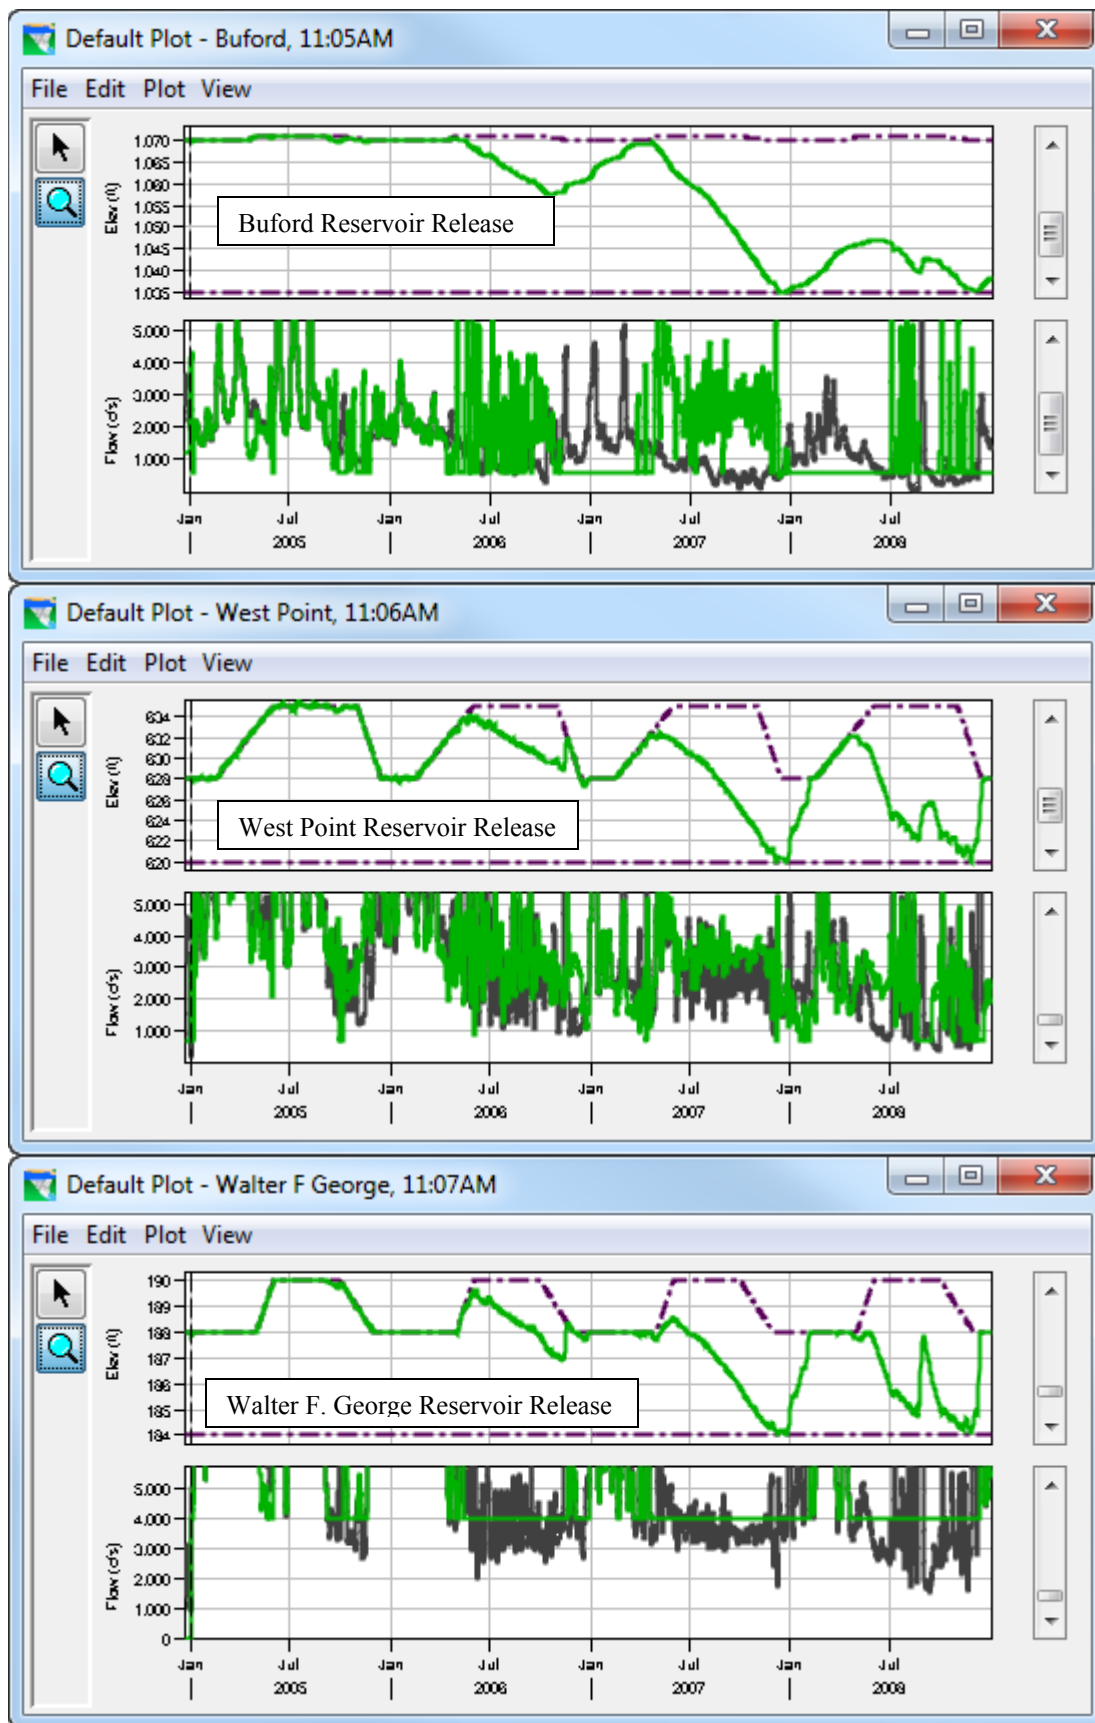 Default Plot - Buford, 11:05AM
File Edit Plot View
Elev (ft)
1.070
1.065
1.060
1.055
1.050
1.045
1.040
1.035
Buford Reservoir Release
Flow (cfs)
5.000
4.000
3.000
2.000
1.000
Jan Jul Jan Jul Jan Jul Jan Jul
2005 2006 2007 2008
Default Plot - West Point, 11:06AM
File Edit Plot View
Elev (ft)
634
632
630
628
626
624
622
620
West Point Reservoir Release
Flow (cfs)
5.000
4.000
3.000
2.000
1.000
Jan Jul Jan Jul Jan Jul Jan Jul
2005 2006 2007 2008
Default Plot - Walter F George, 11:07AM
File Edit Plot View
Elev (ft)
190
189
188
187
186
185
184
Walter F. George Reservoir Release
Flow (cfs)
5.000
4.000
3.000
2.000
1.000
0
Jan Jul Jan Jul Jan Jul Jan Jul
2005 2006 2007 2008